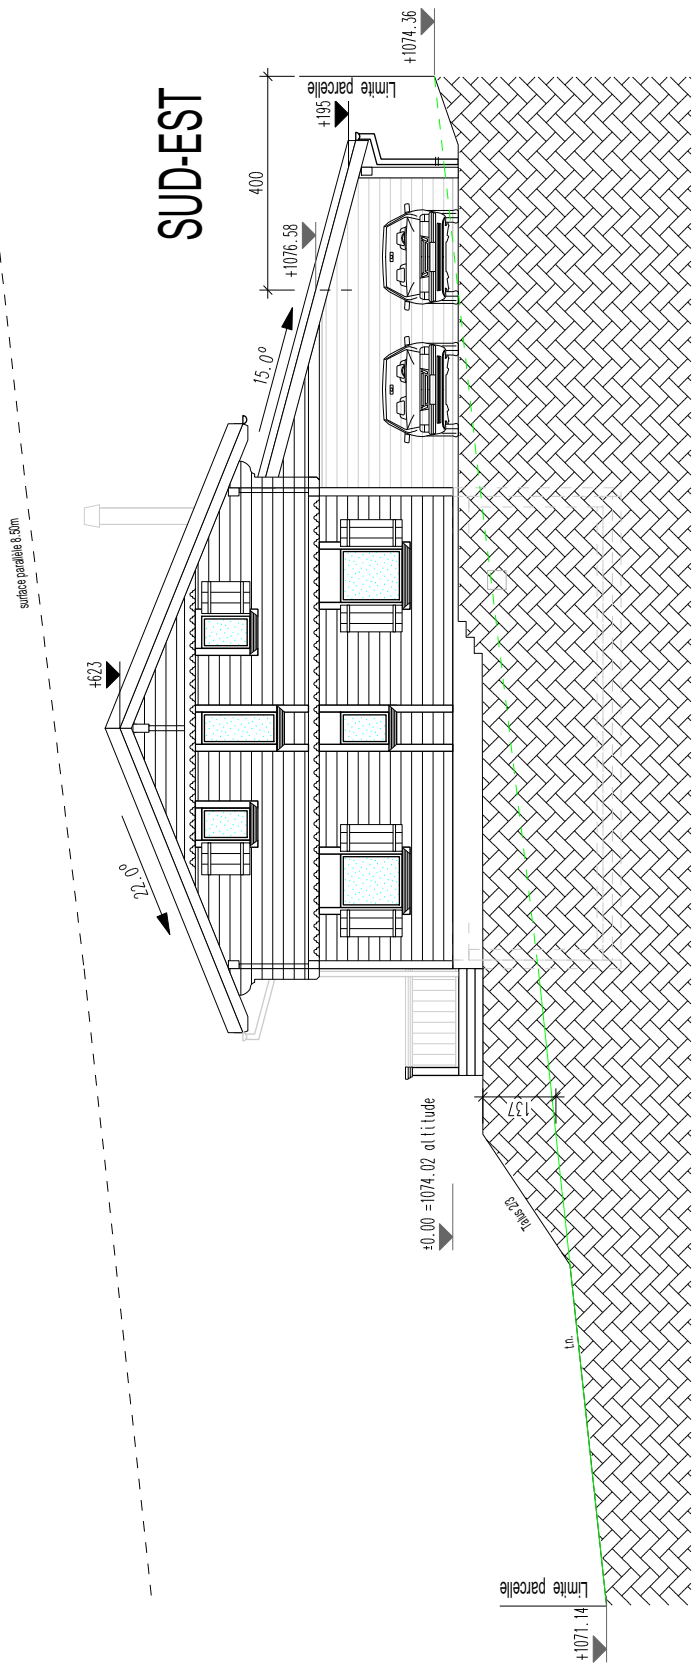 surface parallèle 8.50m
SUD-EST
+1074.36
Limite parcelle
+195
400
+1076.58
15.0°
+623
22.0°
±0.00 =1074.02 altitude
137
Talus 2/3
t.n.
Limite parcelle
+1071.14